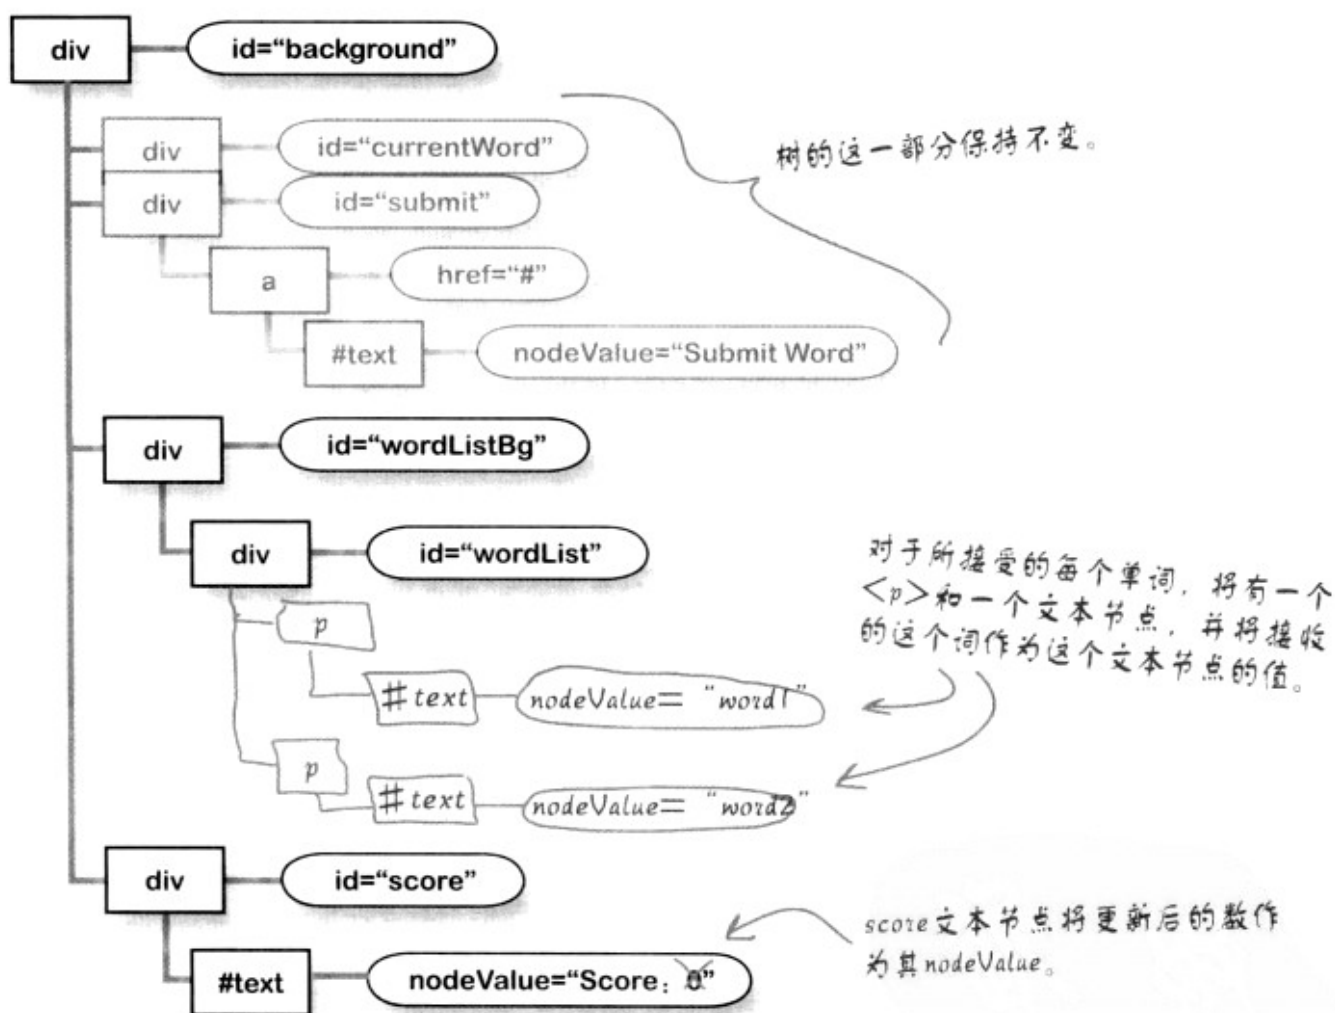 div id=“background”
div id=“currentWord”
树的这一部分保持不变。
div id=“submit”
a href=“#”
#text nodeValue=“Submit Word”
div id=“wordListBg”
div id=“wordList”
对于所接受的每个单词，将有一个
<p>和一个文本节点，并将接收
的这个词作为这个文本节点的值。
p
#text nodeValue= “word1”
p
#text nodeValue= “word2”
div id=“score”
score文本节点将更新后的数作
为其nodeValue。
#text nodeValue=“Score：0”